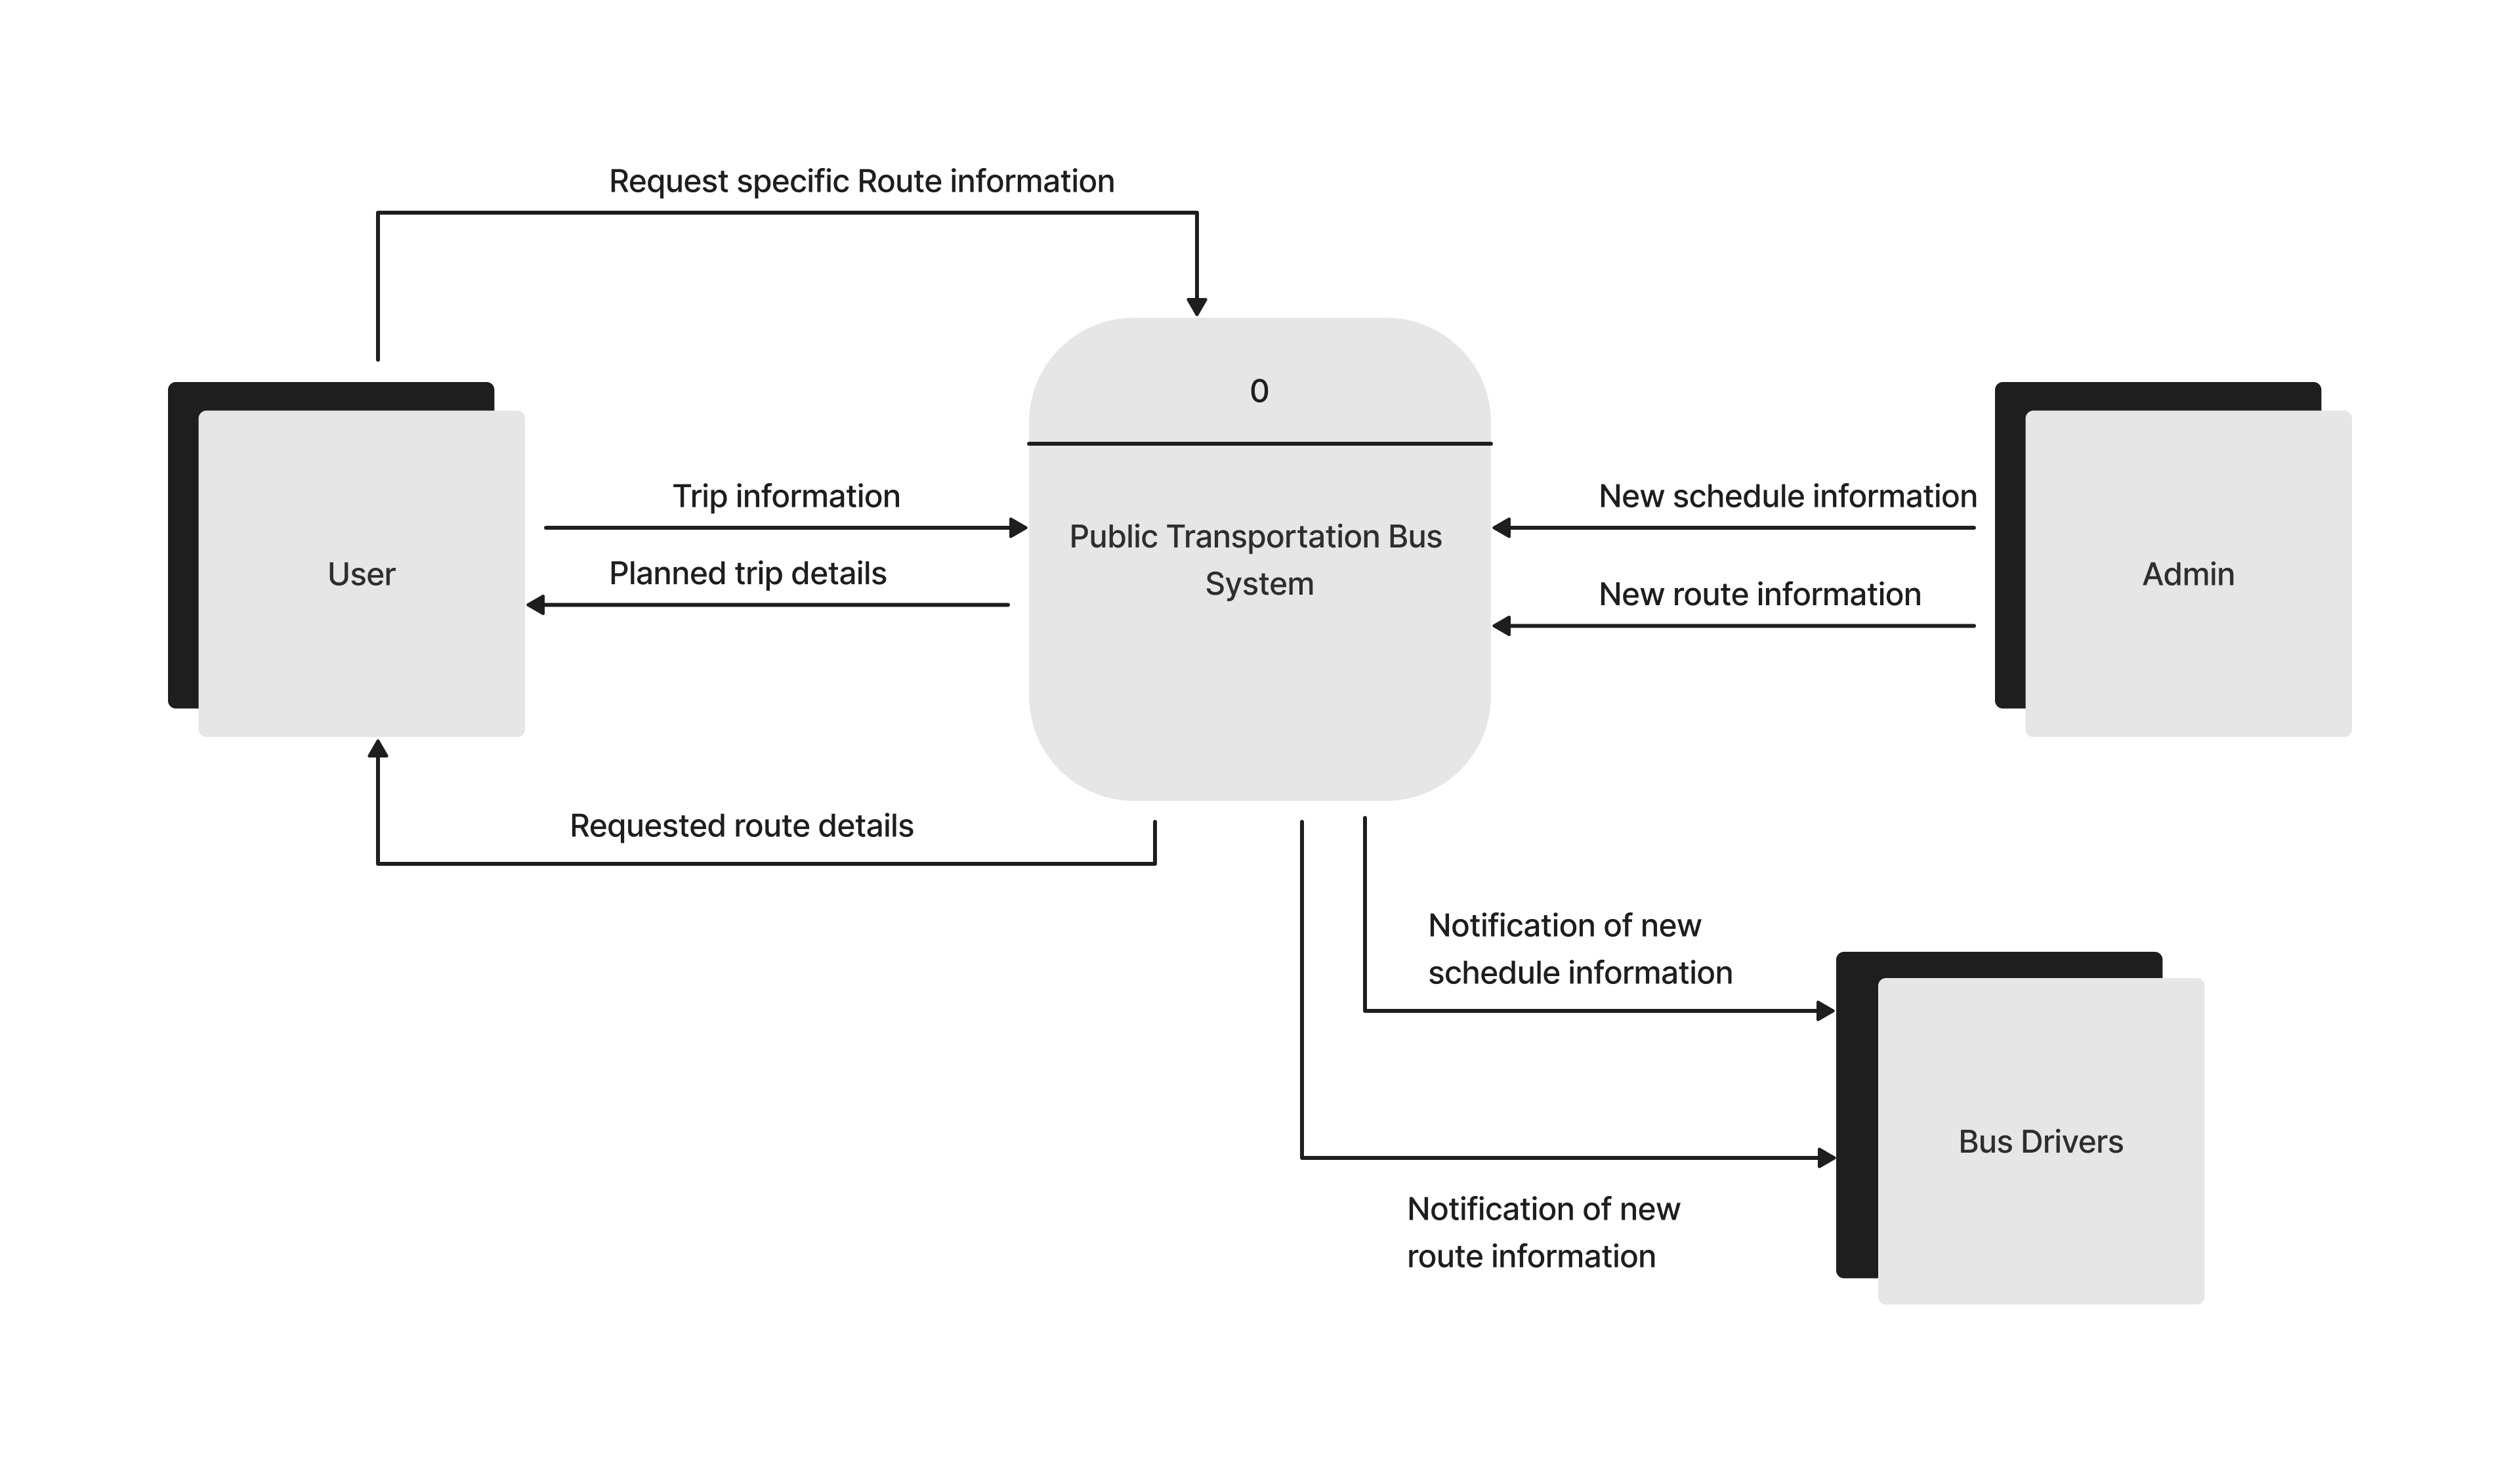 Request specific Route information
0
Trip information
New schedule information
Public Transportation Bus
System
User
Planned trip details
New route information
Admin
Requested route details
Notification of new
schedule information
Bus Drivers
Notification of new
route information